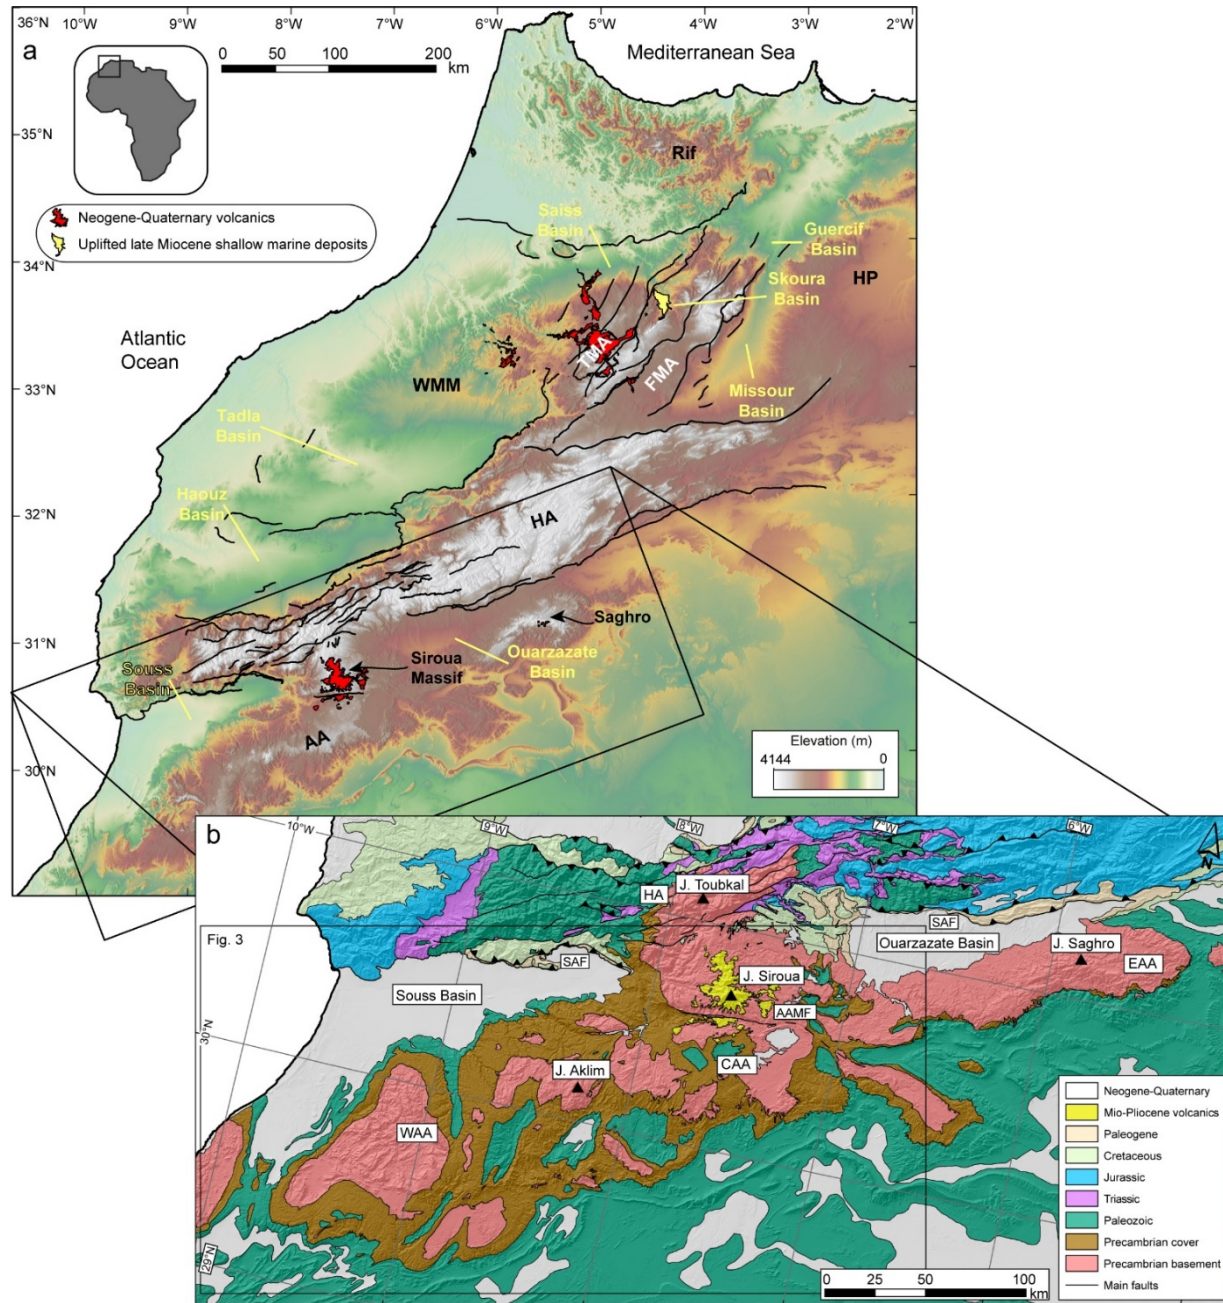 36°N
10°W
9°W
8°W
7°W
6°W
5°W
4°W
3°W
2°W
a
0
50
100
200
km
Mediterranean Sea
35°N
Rif
Neogene-Quaternary volcanics
Uplifted late Miocene shallow marine deposits
Saiss
Basin
Guercif
Basin
34°N
HP
Skoura
Basin
Atlantic
Ocean
TMA
FMA
WMM
33°N
Missour
Basin
Tadla
Basin
Haouz
Basin
32°N
HA
Saghro
31°N
Siroua
Massif
Ouarzazate
Basin
Souss
Basin
AA
30°N
Elevation (m)
4144
0
b
10°W
9°W
8°W
7°W
6°W
N
HA
J. Toubkal
SAF
Fig. 3
Ouarzazate Basin
J. Saghro
EAA
SAF
Souss Basin
J. Siroua
AAMF
30°N
J. Aklim
CAA
WAA
29°N
Neogene-Quaternary
Mio-Pliocene volcanics
Paleogene
Cretaceous
Jurassic
Triassic
Paleozoic
Precambrian cover
Precambrian basement
Main faults
0
25
50
100
km